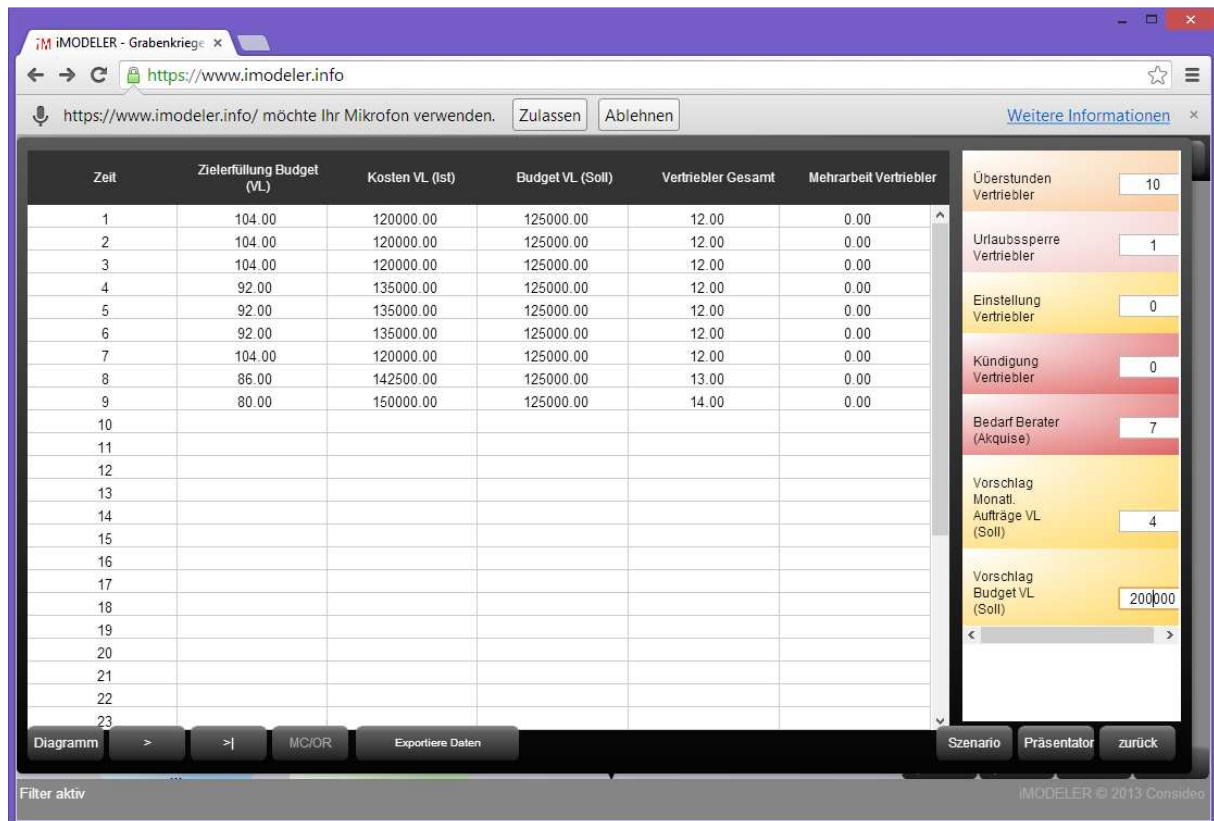 iMODELER - Grabenkriege
https://www.imodeler.info
https://www.imodeler.info/ möchte Ihr Mikrofon verwenden. Zulassen Ablehnen Weitere Informationen
Zeit Zielerfüllung Budget (VL) Kosten VL (Ist) Budget VL (Soll) Vertriebler Gesamt Mehrarbeit Vertriebler
1 104.00 120000.00 125000.00 12.00 0.00
2 104.00 120000.00 125000.00 12.00 0.00
3 104.00 120000.00 125000.00 12.00 0.00
4 92.00 135000.00 125000.00 12.00 0.00
5 92.00 135000.00 125000.00 12.00 0.00
6 92.00 135000.00 125000.00 12.00 0.00
7 104.00 120000.00 125000.00 12.00 0.00
8 86.00 142500.00 125000.00 13.00 0.00
9 80.00 150000.00 125000.00 14.00 0.00
10
11
12
13
14
15
16
17
18
19
20
21
22
23
Überstunden
Vertriebler
10
Urlaubssperre
Vertriebler
1
Einstellung
Vertriebler
0
Kündigung
Vertriebler
0
Bedarf Berater
(Akquise)
7
Vorschlag
Monatl.
Aufträge VL
(Soll)
4
Vorschlag
Budget VL
(Soll)
200000
Diagramm > >| MC/OR Exportiere Daten Szenario Präsentator zurück
Filter aktiv
iMODELER © 2013 Consideo